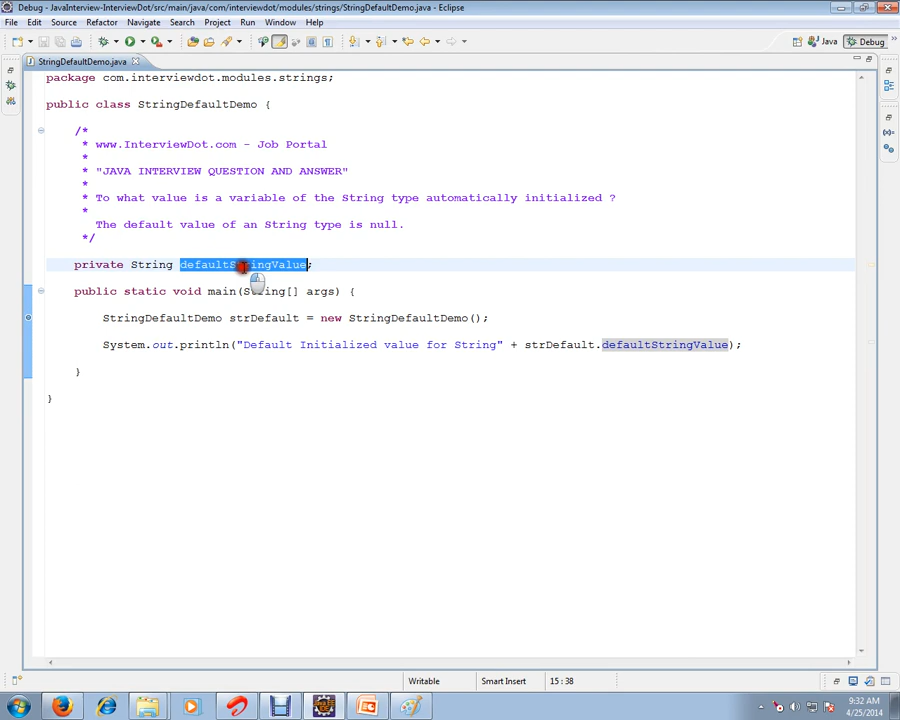 Debug - JavaInterview-InterviewDot/src/main/java/com/interviewdot/modules/strings/StringDefaultDemo.java - Eclipse
File Edit Source Refactor Navigate Search Project Run Window Help
Java Debug
StringDefaultDemo.java
package com.interviewdot.modules.strings;
public class StringDefaultDemo {
/*
* www.InterviewDot.com - Job Portal
*
* "JAVA INTERVIEW QUESTION AND ANSWER"
*
* To what value is a variable of the String type automatically initialized ?
*
The default value of an String type is null.
*/
private String defaultStringValue;
public static void main(String[] args) {
StringDefaultDemo strDefault = new StringDefaultDemo();
System.out.println("Default Initialized value for String" + strDefault.defaultStringValue);
}
}
Writable Smart Insert 15 : 38
9:32 AM
4/25/2014